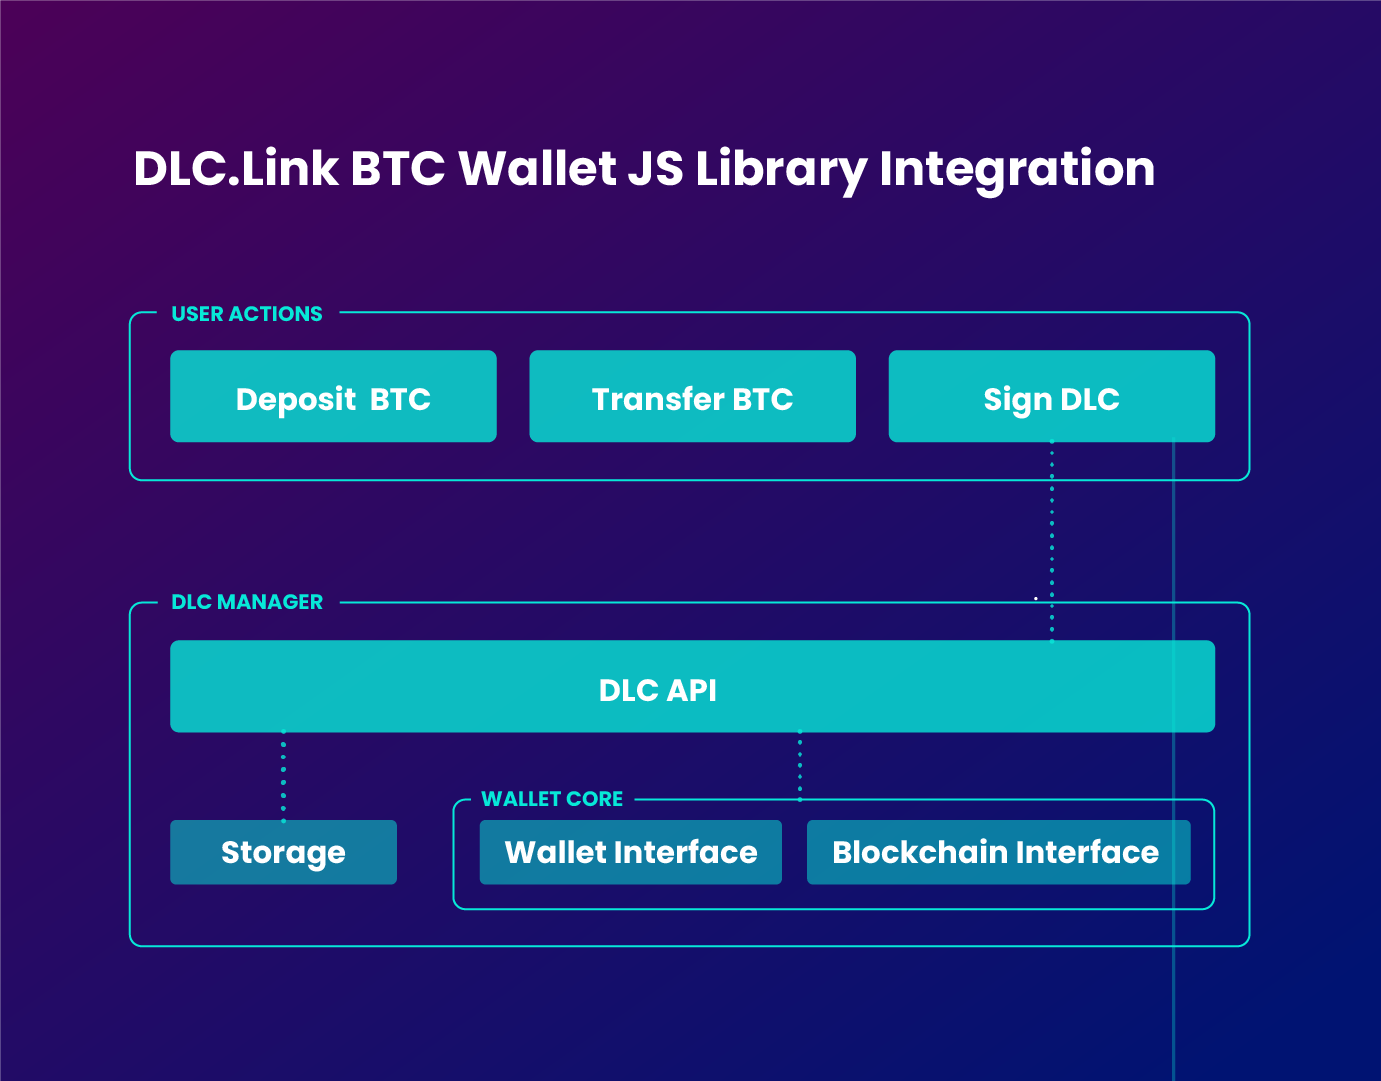 DLC.Link BTC Wallet JS Library Integration
USER ACTIONS
Deposit BTC
Transfer BTC
Sign DLC
DLC MANAGER
DLC API
WALLET CORE
Storage
Wallet Interface
Blockchain Interface